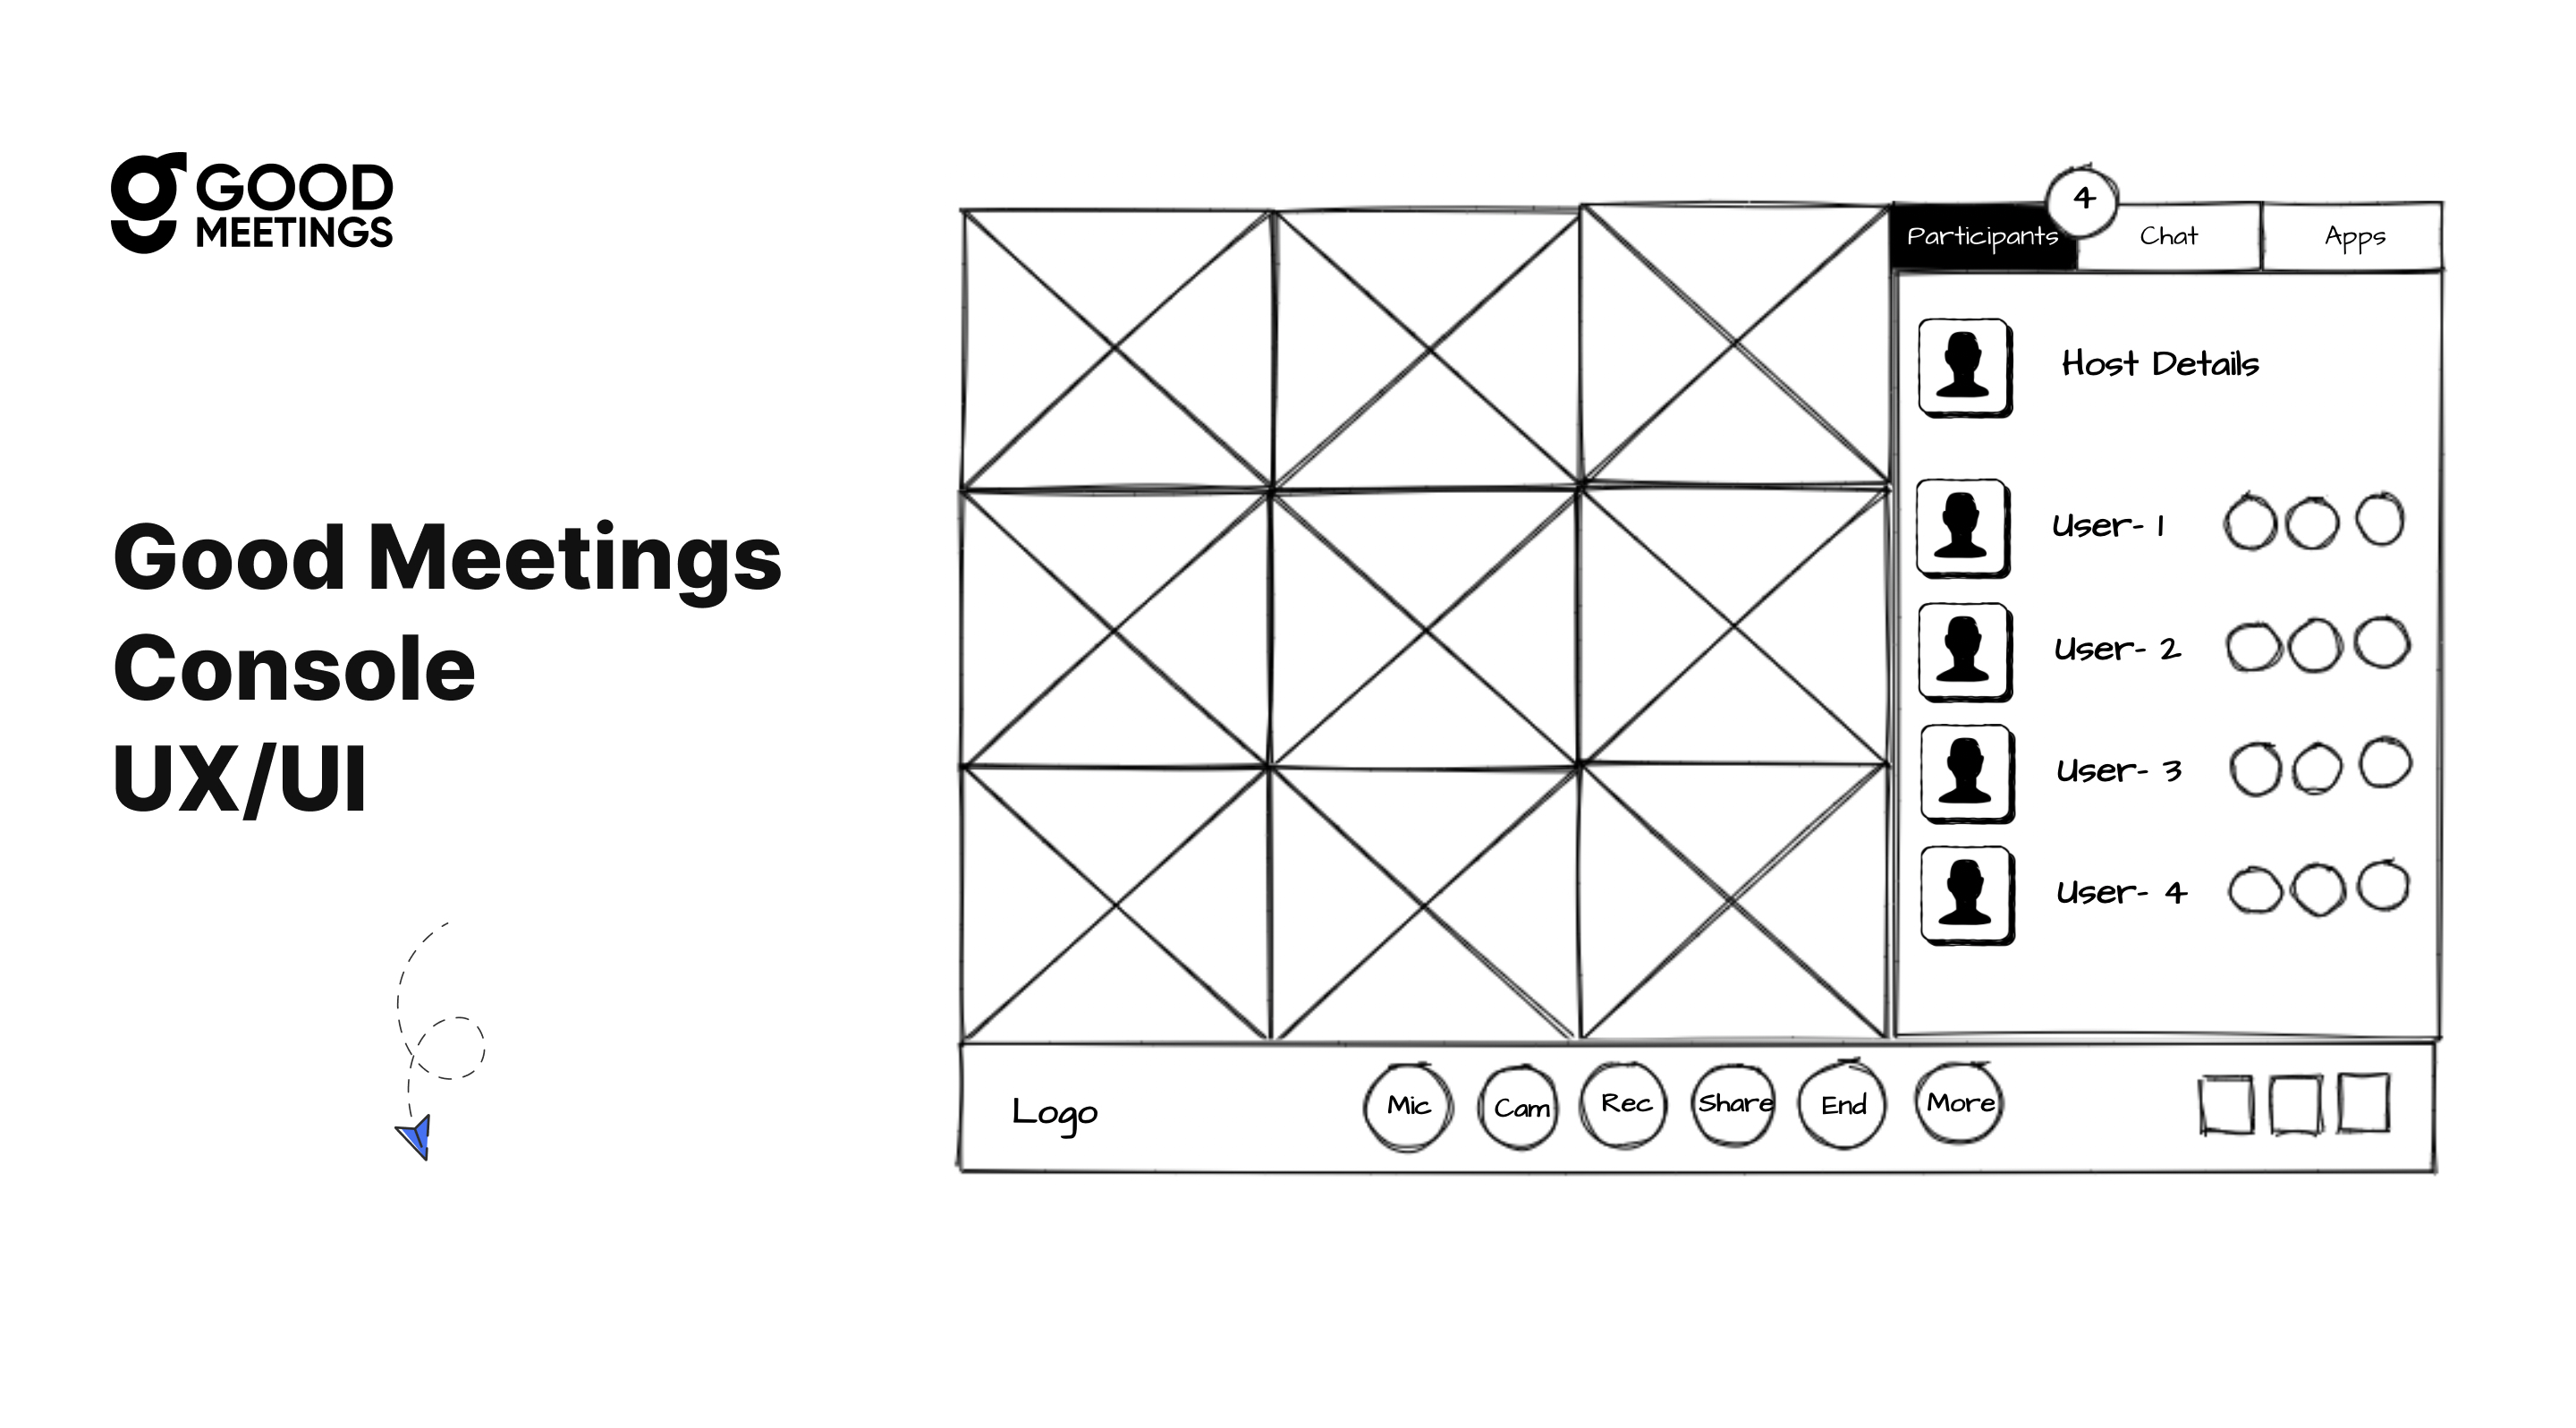 GOOD
MEETINGS
Good Meetings
Console
UX/UI
4
Participants
Chat
Apps
Host Details
User- 1
User- 2
User- 3
User- 4
Logo
Mic
Cam
Rec
Share
End
More